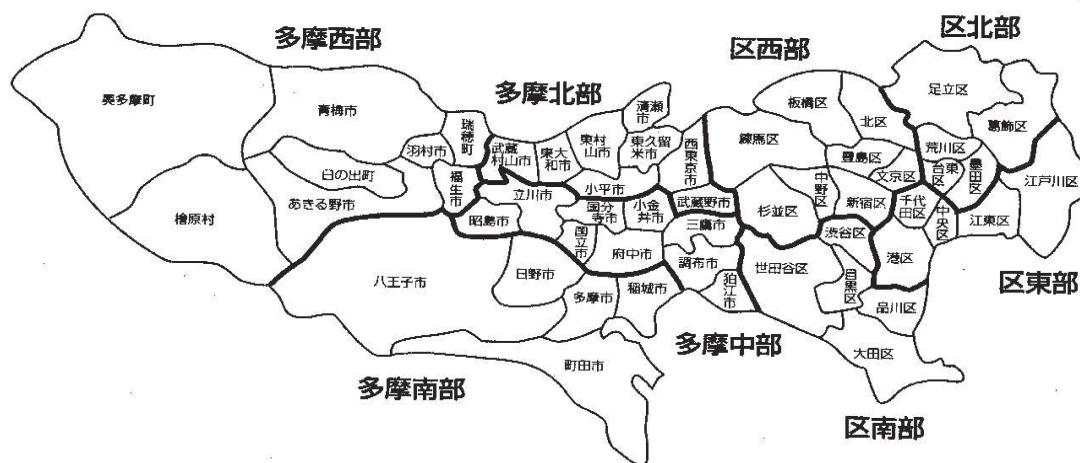 多摩西部
多摩北部
区西部
区北部
奥多摩町
青梅市
瑞穂町
羽村市
日の出町
福生市
あきる野市
檜原村
武蔵村山市
東大和市
東村山市
清瀬市
東久留米市
西東京市
小平市
武蔵野市
立川市
昭島市
国分寺市
小金井市
国立市
府中市
三鷹市
調布市
狛江市
八王子市
日野市
多摩市
稲城市
町田市
板橋区
北区
練馬区
豊島区
文京区
中野区
新宿区
杉並区
足立区
葛飾区
荒川区
台東区
墨田区
江戸川区
江東区
千代田区
中央区
港区
渋谷区
世田谷区
目黒区
品川区
大田区
区東部
多摩中部
多摩南部
区南部